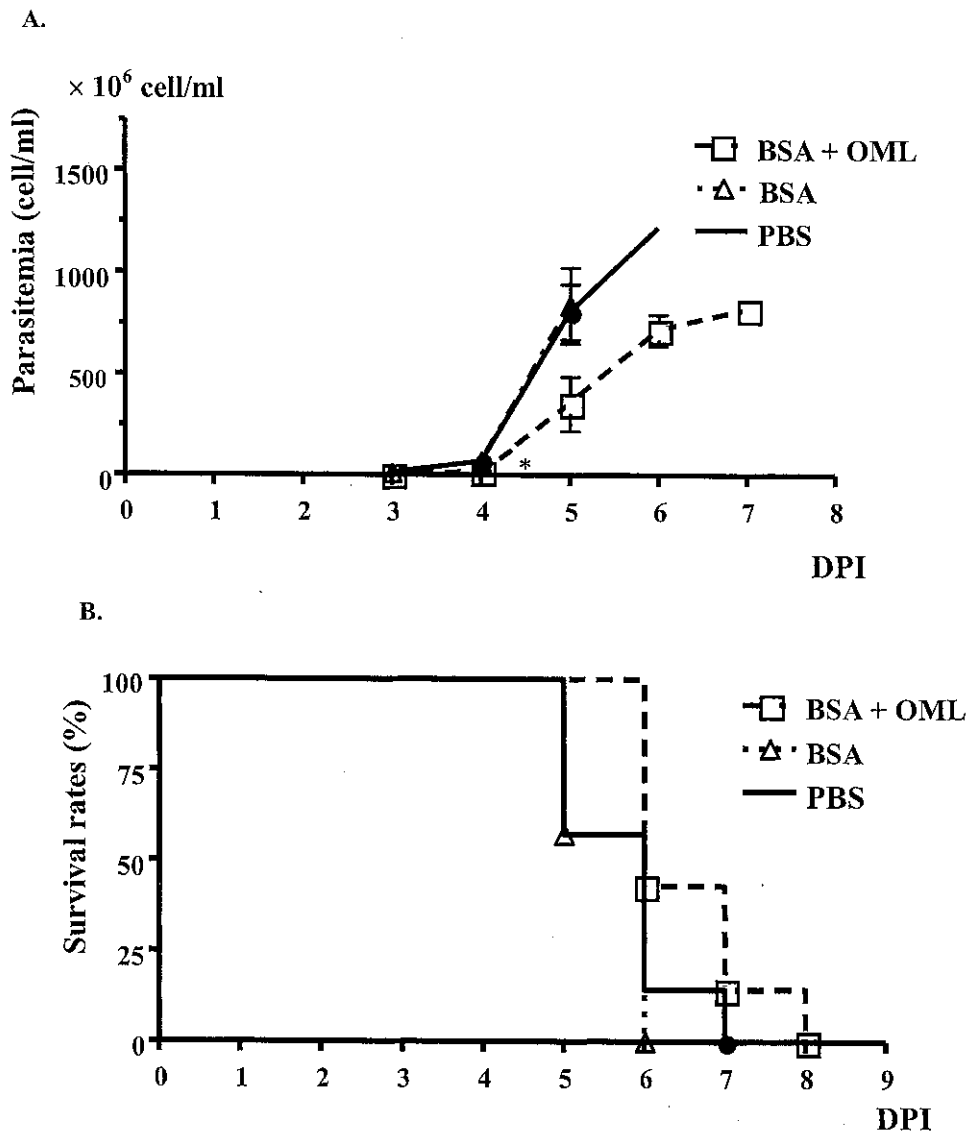 A.
× 10⁶ cell/ml
Parasitemia (cell/ml)
1500
1000
500
0
BSA + OML
BSA
PBS
*
0 1 2 3 4 5 6 7 8
DPI
B.
Survival rates (%)
100
75
50
25
0
BSA + OML
BSA
PBS
0 1 2 3 4 5 6 7 8 9
DPI